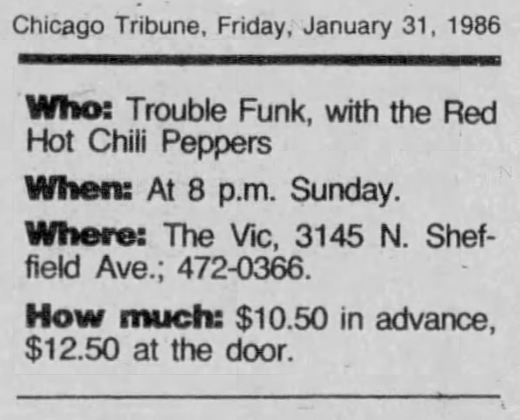 Chicago Tribune, Friday, January 31, 1986
Who: Trouble Funk, with the Red
Hot Chili Peppers
When: At 8 p.m. Sunday.
Where: The Vic, 3145 N. Shef-
field Ave.; 472-0366.
How much: $10.50 in advance,
$12.50 at the door.